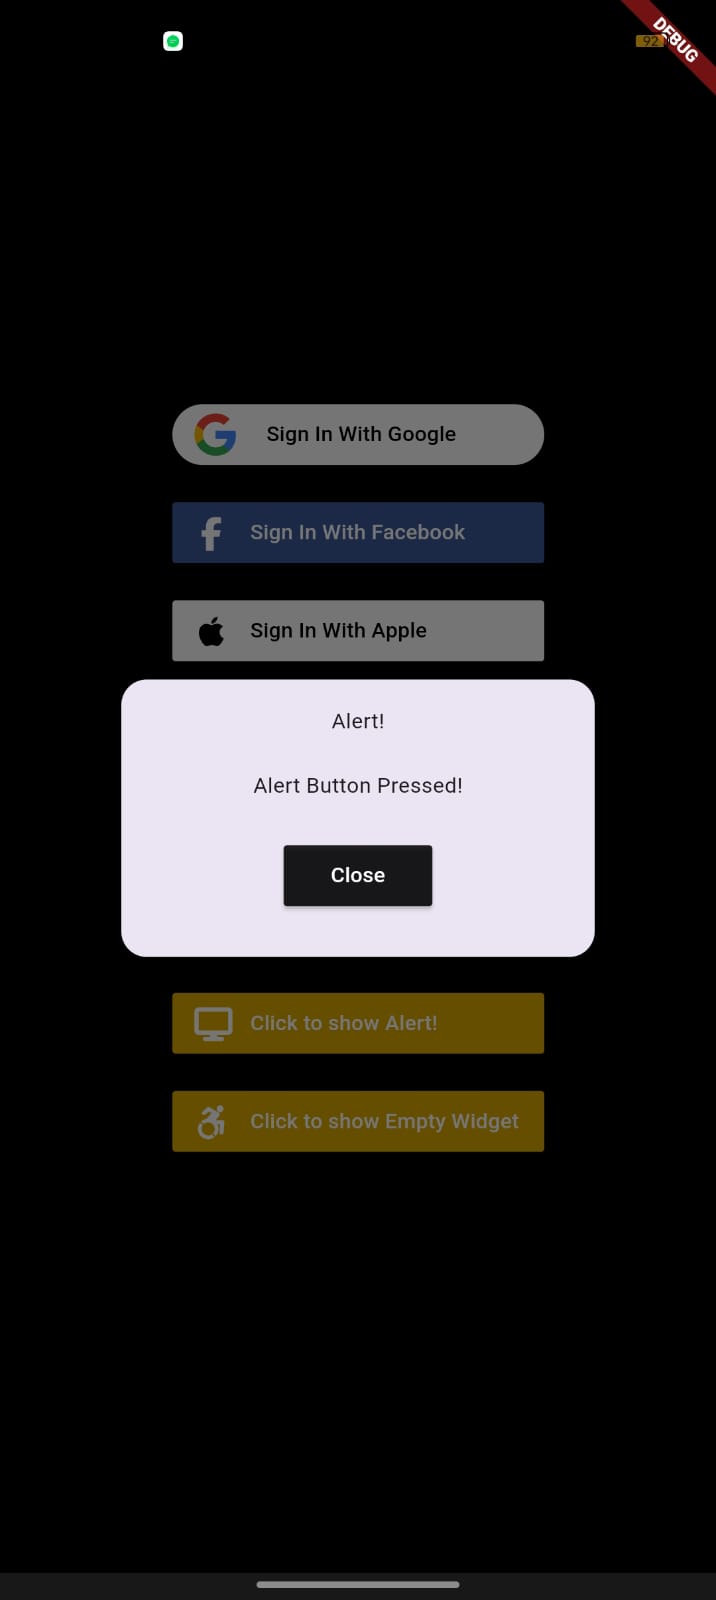 DEBUG
92
Sign In With Google
Sign In With Facebook
Sign In With Apple
Alert!
Alert Button Pressed!
Close
Click to show Alert!
Click to show Empty Widget